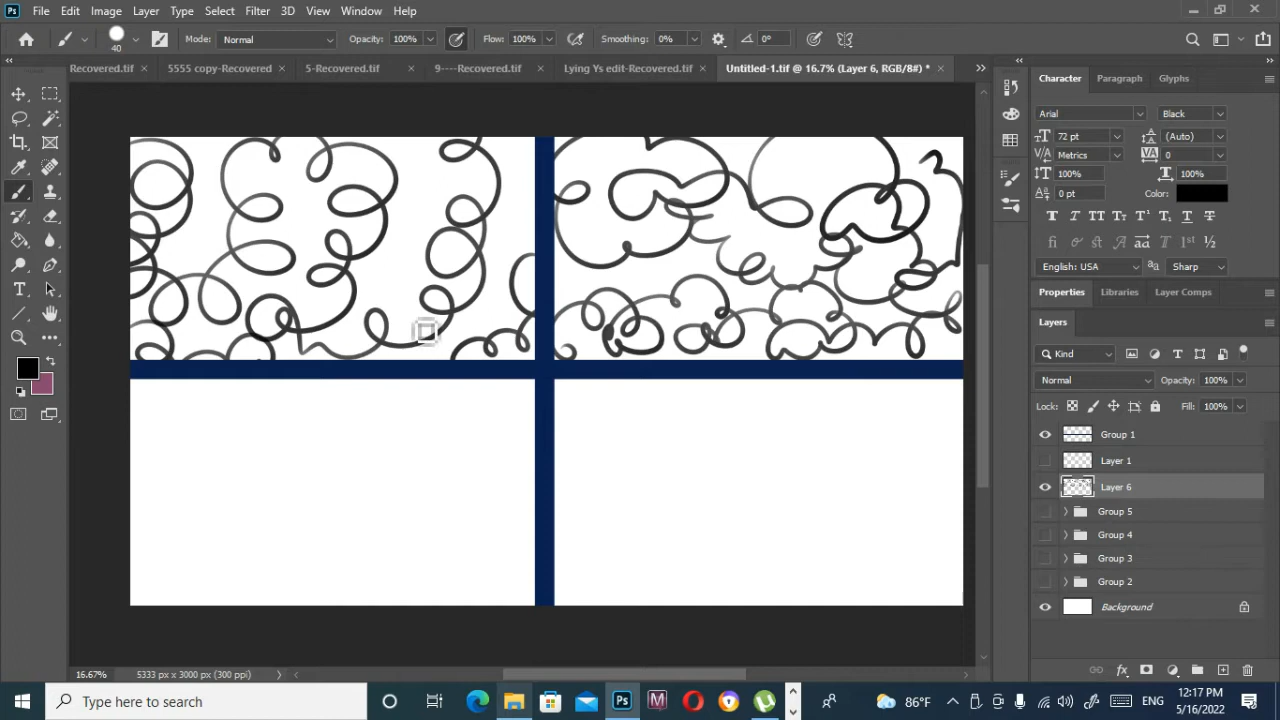 Ps File Edit Image Layer Type Select Filter 3D View Window Help
40 Mode: Normal Opacity: 100% Flow: 100% Smoothing: 0% 0°
Recovered.tif 5555 copy-Recovered 5-Recovered.tif 9----Recovered.tif Lying Ys edit-Recovered.tif Untitled-1.tif @ 16.7% (Layer 6, RGB/8#) *
Character Paragraph Glyphs
Arial Black
72 pt (Auto)
Metrics 0
100% 100%
0 pt Color:
English: USA Sharp
Properties Libraries Layer Comps
Layers
Kind
Normal Opacity: 100%
Lock: Fill: 100%
Group 1
Layer 1
Layer 6
Group 5
Group 4
Group 3
Group 2
Background
16.67% 5333 px x 3000 px (300 ppi)
Type here to search
86°F ENG 12:17 PM
5/16/2022